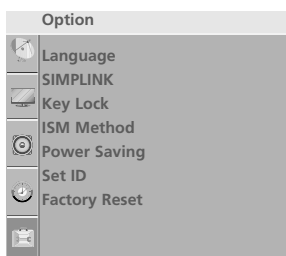 Option
Language
SIMPLINK
Key Lock
ISM Method
Power Saving
Set ID
Factory Reset